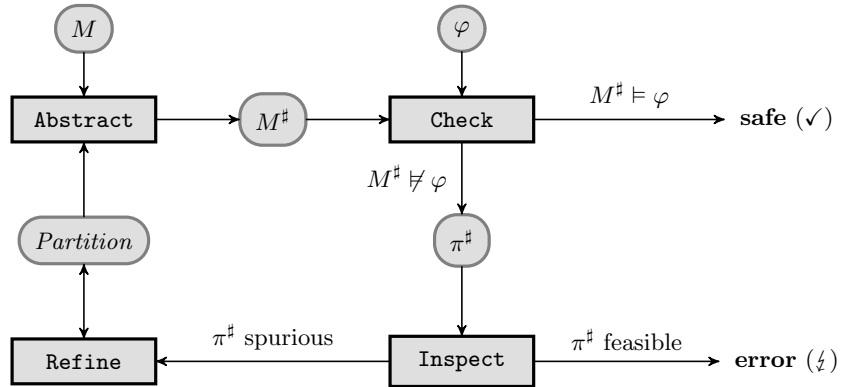 M φ
Abstract M♯ Check M♯ ⊨ φ safe (✓)
M♯ ⊭ φ
Partition π♯
Refine π♯ spurious Inspect π♯ feasible error (↯)